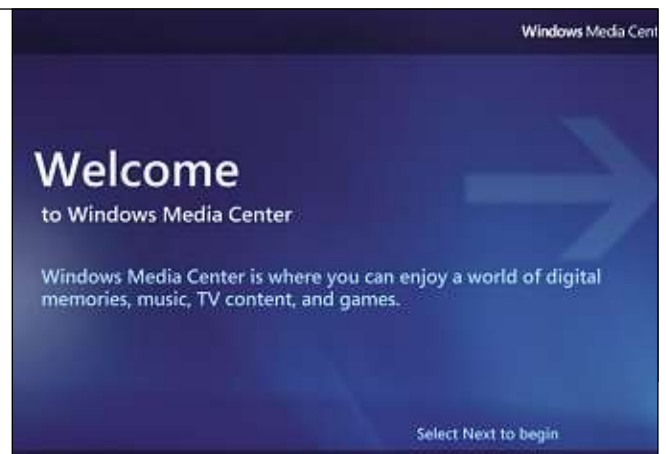 Windows Media Cent
Welcome
to Windows Media Center
Windows Media Center is where you can enjoy a world of digital
memories, music, TV content, and games.
Select Next to begin